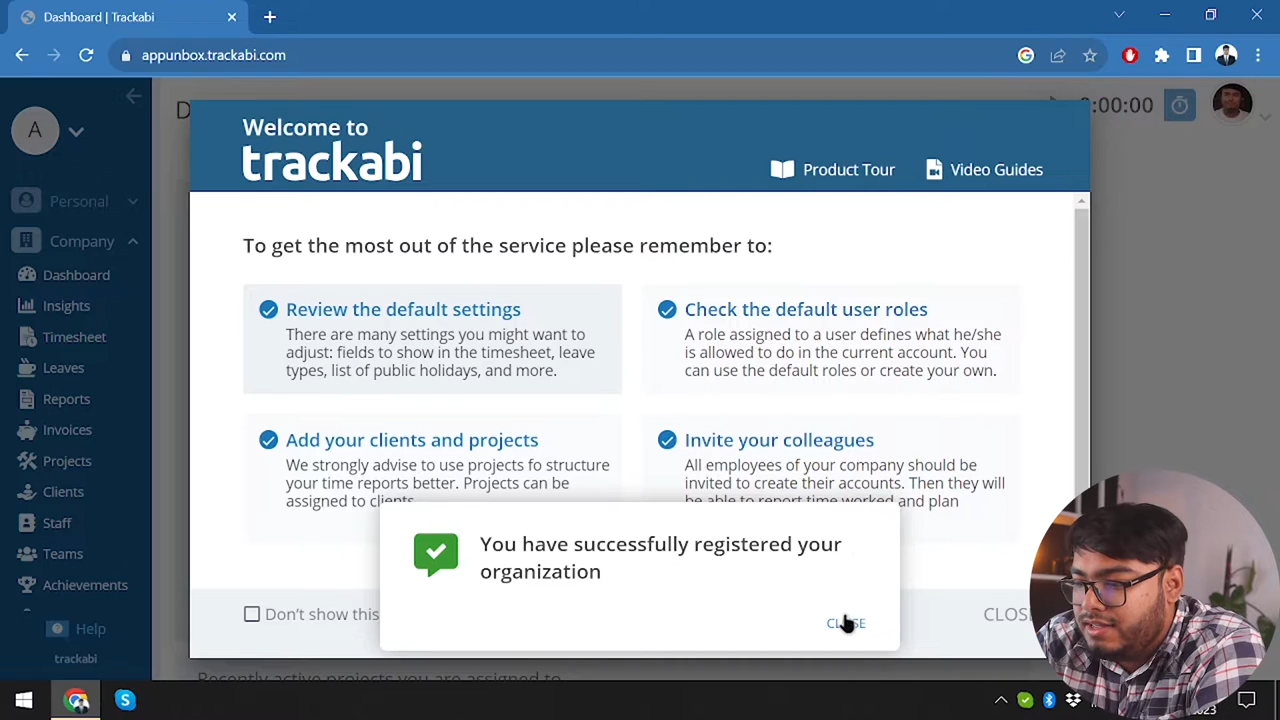 Dashboard | Trackabi
appunbox.trackabi.com
A
0:00:00
Personal
Company
Dashboard
Insights
Timesheet
Leaves
Reports
Invoices
Projects
Clients
Staff
Teams
Achievements
Help
trackabi
Welcome to
trackabi
Product Tour
Video Guides
To get the most out of the service please remember to:
Review the default settings
There are many settings you might want to
adjust: fields to show in the timesheet, leave
types, list of public holidays, and more.
Check the default user roles
A role assigned to a user defines what he/she
is allowed to do in the current account. You
can use the default roles or create your own.
Add your clients and projects
We strongly advise to use projects fo structure
your time reports better. Projects can be
assigned to clients.
Invite your colleagues
All employees of your company should be
invited to create their accounts. Then they will
be able to report time worked and plan
You have successfully registered your
organization
CLOSE
Don't show this
CLOSE
Recently active projects you are assigned to